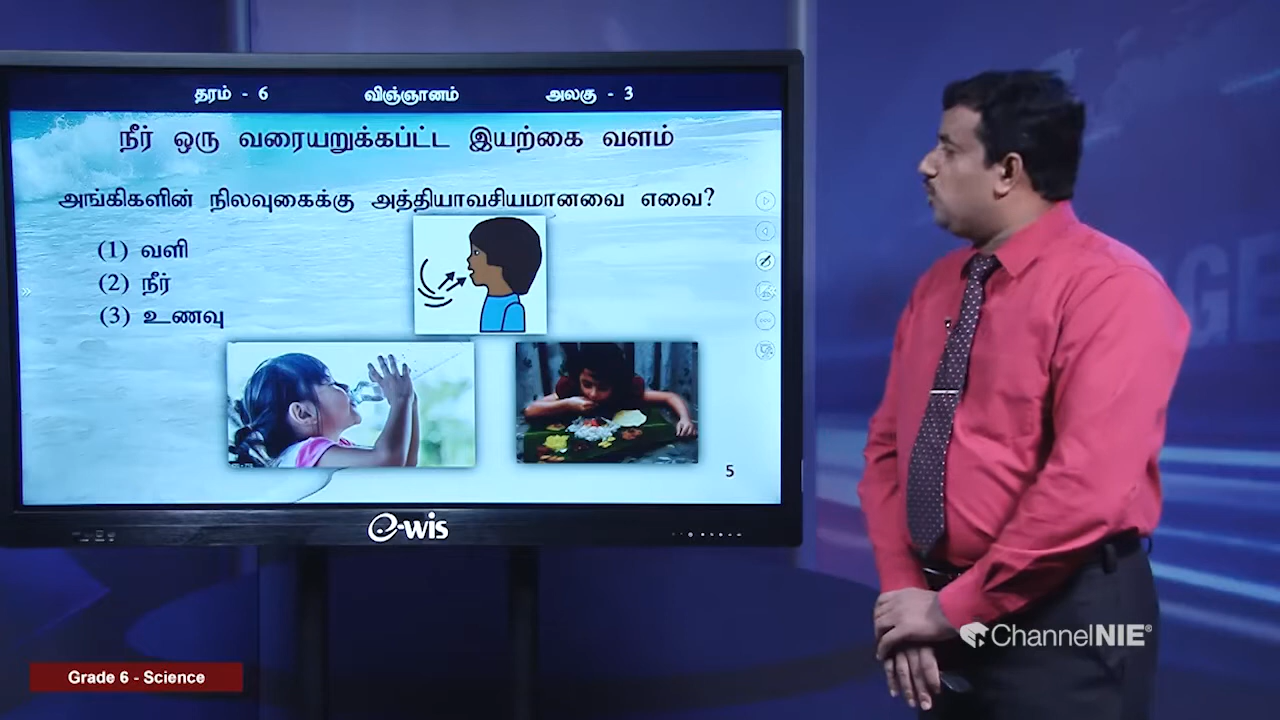 தரம் - 6 விஞ்ஞானம் அலகு - 3
நீர் ஒரு வரையறுக்கப்பட்ட இயற்கை வளம்
அங்கிகளின் நிலவுகைக்கு அத்தியாவசியமானவை எவை?
(1) வளி
(2) நீர்
(3) உணவு
5
e-wis
ChannelNIE®
Grade 6 - Science